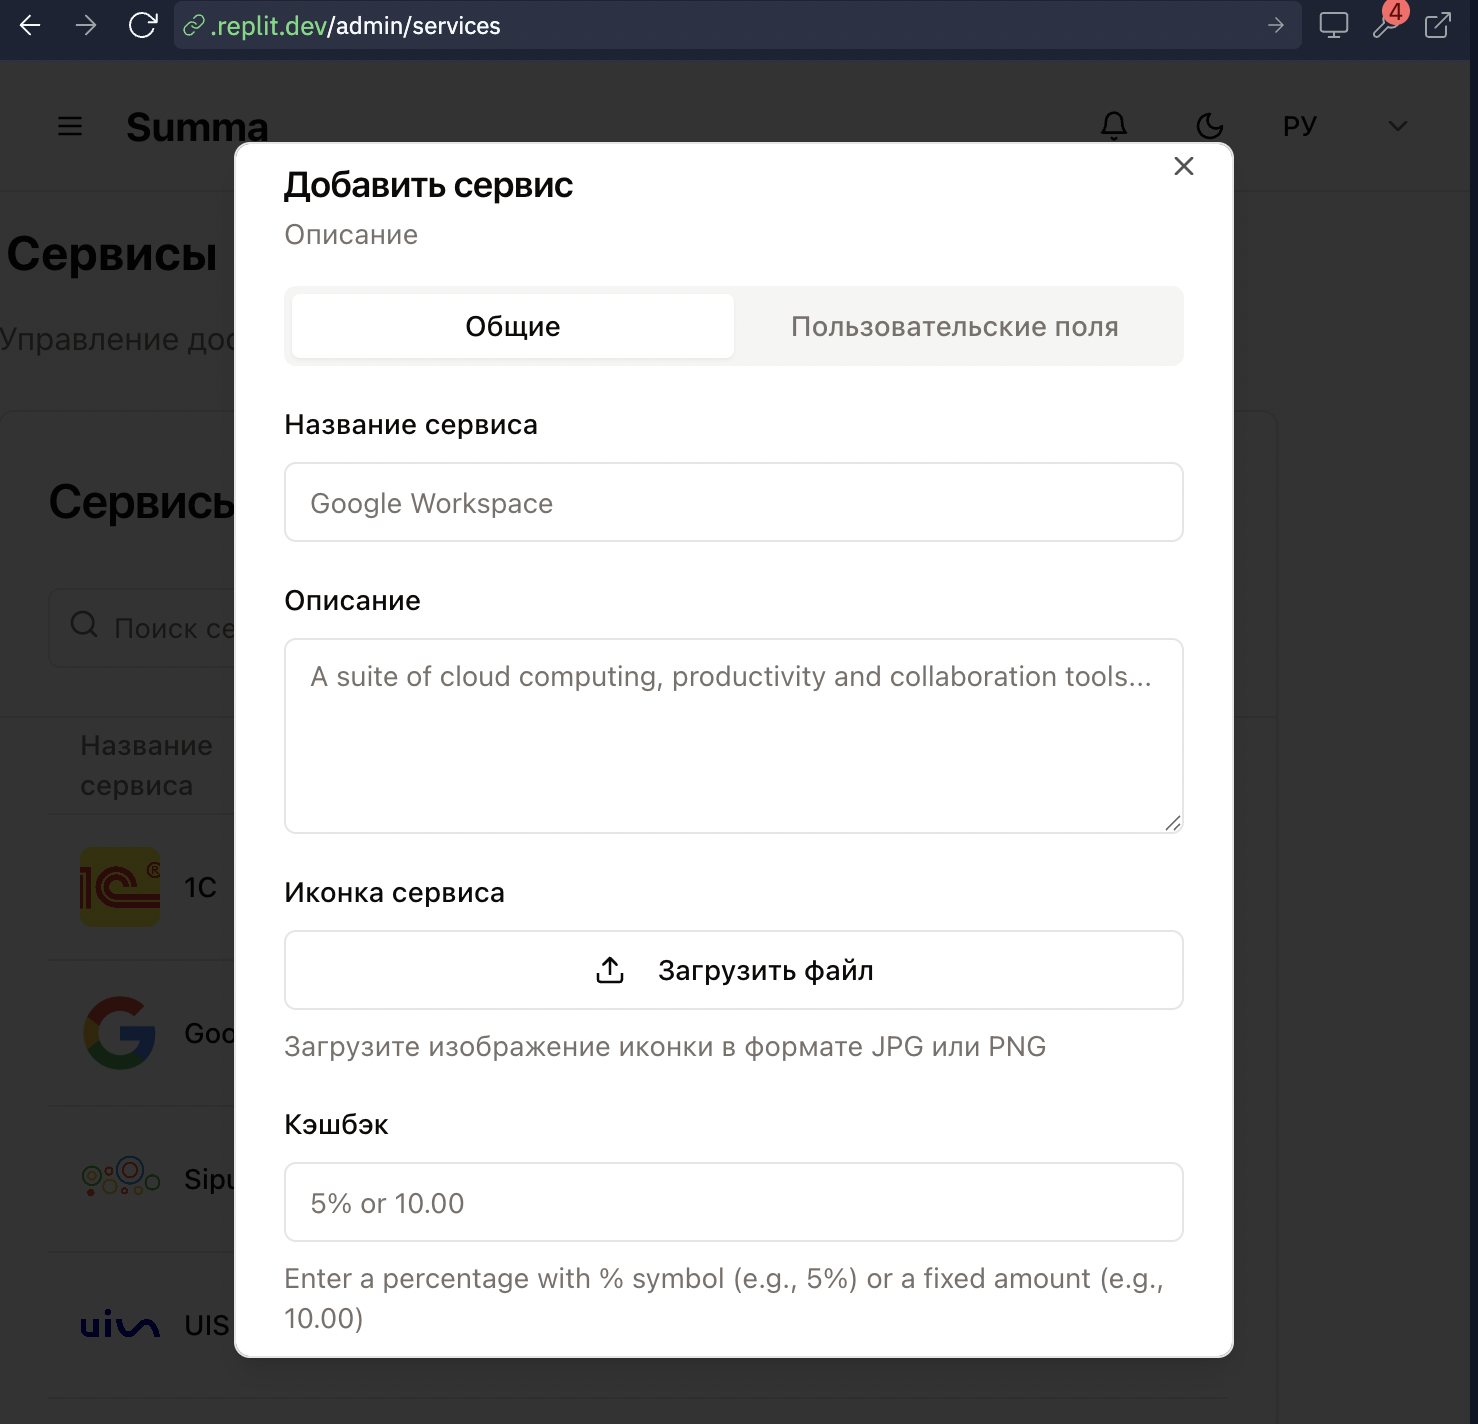 .replit.dev/admin/services
4
Summa
РУ
Добавить сервис
Описание
Сервисы
Управление
Общие
Пользовательские поля
Название сервиса
Google Workspace
Сервисы
Описание
A suite of cloud computing, productivity and collaboration tools...
Поиск
Название
сервиса
1C
Иконка сервиса
Загрузить файл
Загрузите изображение иконки в формате JPG или PNG
Goo
Кэшбэк
5% or 10.00
Sipu
Enter a percentage with % symbol (e.g., 5%) or a fixed amount (e.g.,
10.00)
uis
UIS